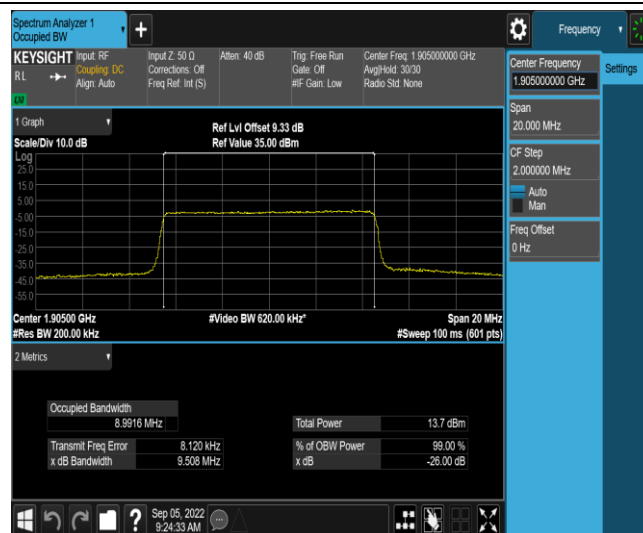 Spectrum Analyzer 1
Occupied BW
+
Frequency
KEYSIGHT
RL
Input: RF
Coupling: DC
Align: Auto
Input Z: 50 Ω
Corrections: Off
Freq Ref: Int (S)
Atten: 40 dB
Trig: Free Run
Gate: Off
#IF Gain: Low
Center Freq: 1.905000000 GHz
Avg|Hold: 30/30
Radio Std: None
Center Frequency
1.905000000 GHz
Settings
Span
20.000 MHz
CF Step
2.000000 MHz
Auto
Man
Freq Offset
0 Hz
1 Graph
Scale/Div 10.0 dB
Ref Lvl Offset 9.33 dB
Ref Value 35.00 dBm
Log
25.0
15.0
5.00
-5.00
-15.0
-25.0
-35.0
-45.0
-55.0
Center 1.90500 GHz
#Video BW 620.00 kHz*
Span 20 MHz
#Res BW 200.00 kHz
#Sweep 100 ms (601 pts)
2 Metrics
Occupied Bandwidth
8.9916 MHz
Total Power 13.7 dBm
Transmit Freq Error 8.120 kHz
% of OBW Power 99.00 %
x dB Bandwidth 9.508 MHz
x dB -26.00 dB
?
Sep 05, 2022
9:24:33 AM